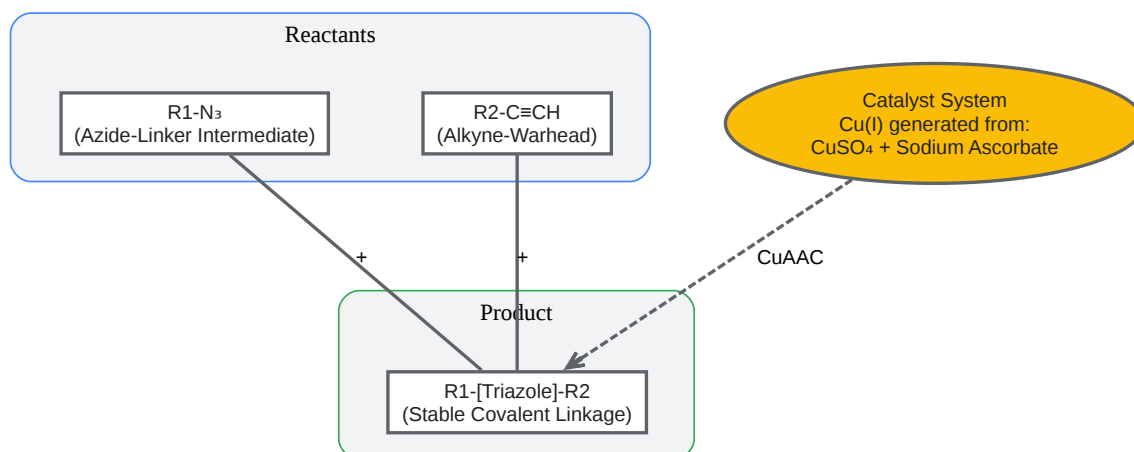 Reactants
R1-N₃
(Azide-Linker Intermediate)
R2-C≡CH
(Alkyne-Warhead)
Catalyst System
Cu(I) generated from:
CuSO₄ + Sodium Ascorbate
+
+
CuAAC
Product
R1-[Triazole]-R2
(Stable Covalent Linkage)